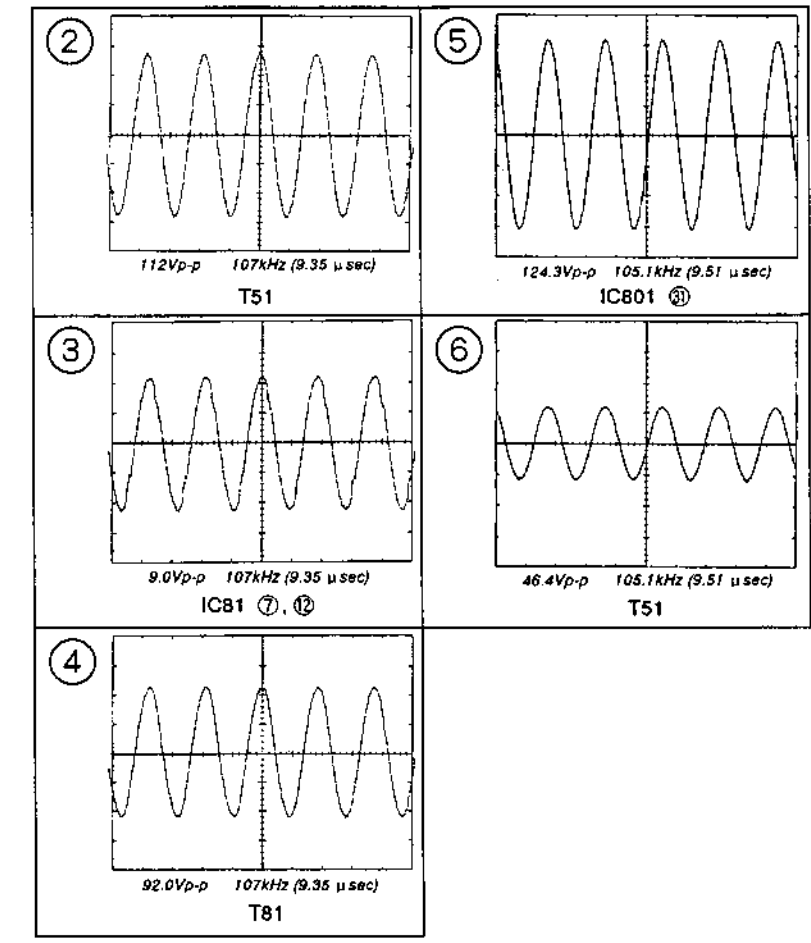 ②
112Vp-p 107kHz (9.35 µsec)
T51
③
9.0Vp-p 107kHz (9.35 µsec)
IC81 ⑦, ⑫
④
92.0Vp-p 107kHz (9.35 µsec)
T81
⑤
124.3Vp-p 105.1kHz (9.51 µsec)
IC801 ㉛
⑥
46.4Vp-p 105.1kHz (9.51 µsec)
T51